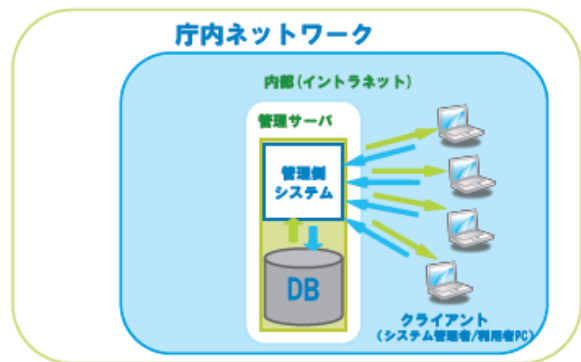 庁内ネットワーク
内部(イントラネット)
管理サーバ
管理側
システム
DB
クライアント
(システム管理者/利用者PC)